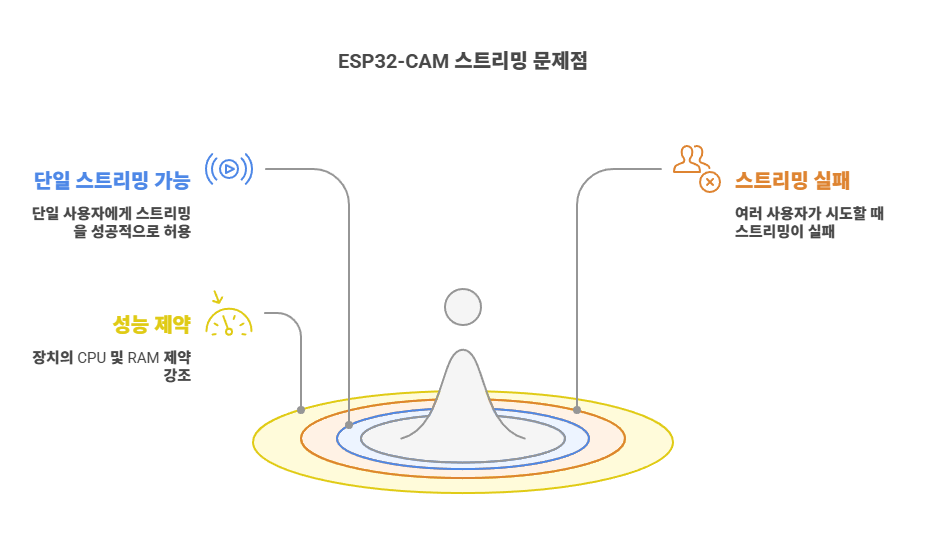 ESP32-CAM 스트리밍 문제점
단일 스트리밍 가능
단일 사용자에게 스트리밍
을 성공적으로 허용
스트리밍 실패
여러 사용자가 시도할 때
스트리밍이 실패
성능 제약
장치의 CPU 및 RAM 제약
강조